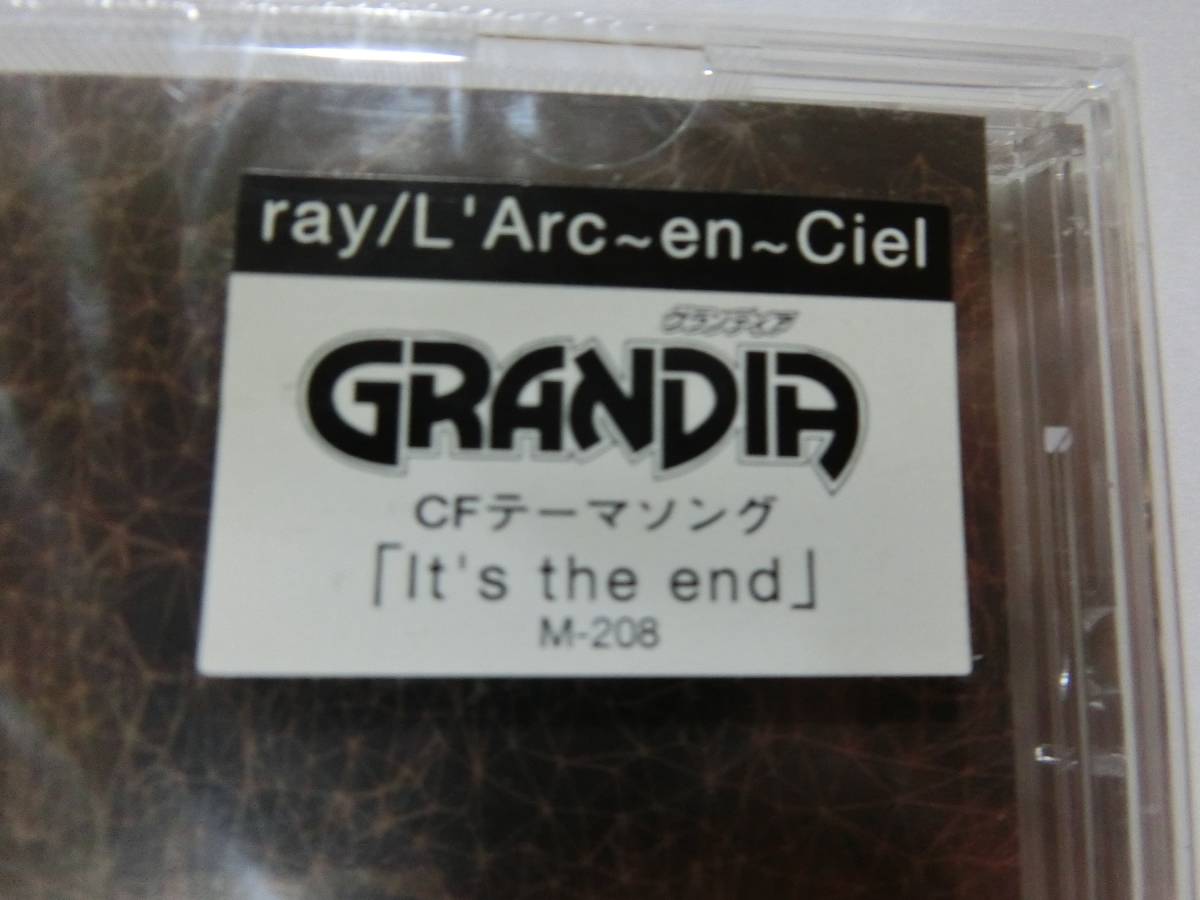 ray/L'Arc~en~Ciel
グランディア
GRANDIA
CFテーマソング
「It's the end」
M-208